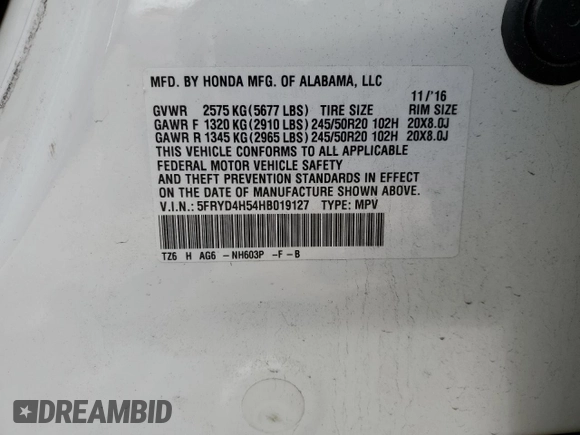 MFD. BY HONDA MFG. OF ALABAMA, LLC
11/'16
GVWR 2575 KG (5677 LBS) TIRE SIZE RIM SIZE
GAWR F 1320 KG (2910 LBS) 245/50R20 102H 20X8.0J
GAWR R 1345 KG (2965 LBS) 245/50R20 102H 20X8.0J
THIS VEHICLE CONFORMS TO ALL APPLICABLE
FEDERAL MOTOR VEHICLE SAFETY
AND THEFT PREVENTION STANDARDS IN EFFECT
ON THE DATE OF MANUFACTURE SHOWN ABOVE.
V.I.N.: 5FRYD4H54HB019127 TYPE: MPV
TZ6 H AG6 -NH603P -F-B
DREAMBID